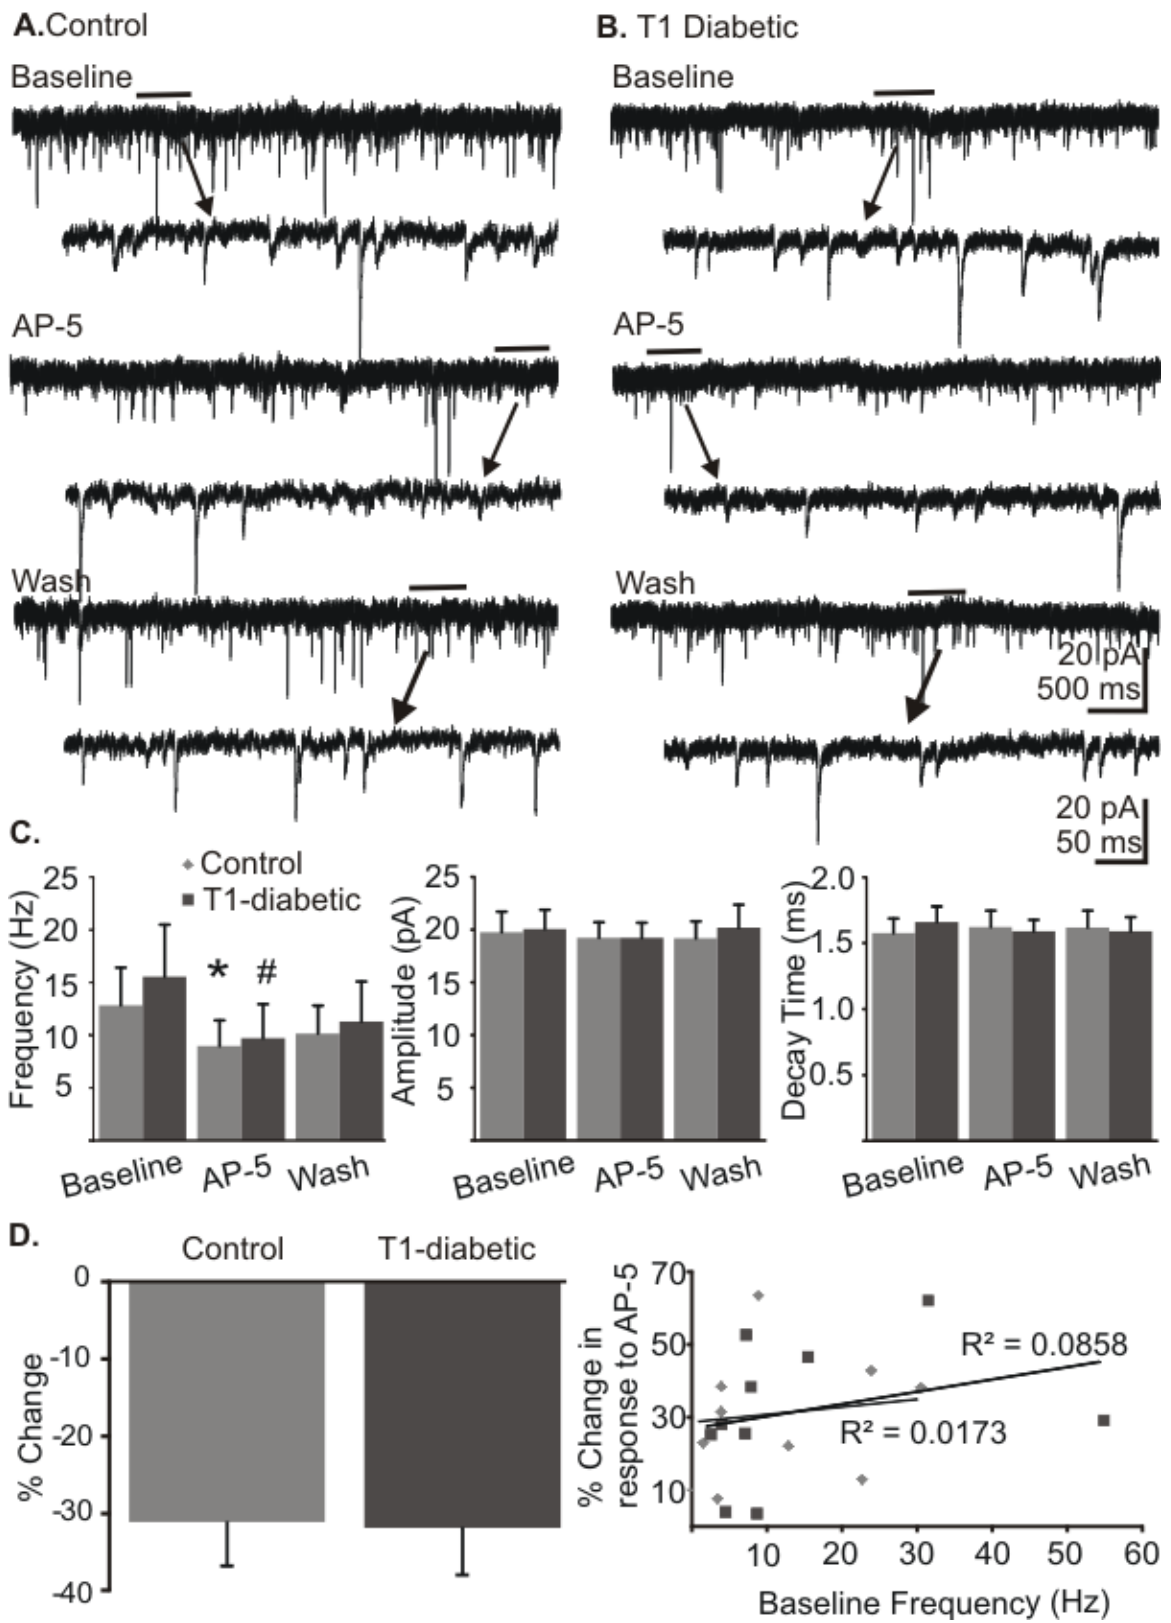 A.Control
B. T1 Diabetic
Baseline
Baseline
AP-5
AP-5
Wash
Wash
20 pA
500 ms
20 pA
50 ms
C.
Control
T1-diabetic
Frequency (Hz)
25
20
15
10
5
*
#
Baseline
AP-5
Wash
Amplitude (pA)
25
20
15
10
5
Baseline
AP-5
Wash
Decay Time (ms)
2.0
1.5
1.0
0.5
Baseline
AP-5
Wash
D.
Control
T1-diabetic
% Change
0
-10
-20
-30
-40
% Change in
response to AP-5
70
50
30
10
R² = 0.0858
R² = 0.0173
10
20
30
40
50
60
Baseline Frequency (Hz)